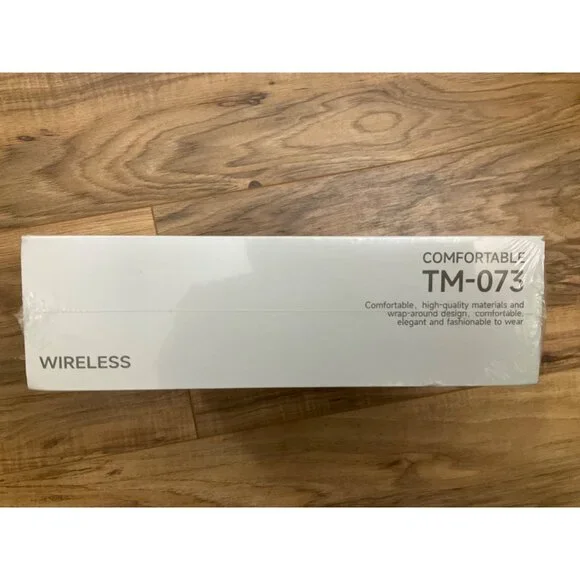 COMFORTABLE
TM-073
Comfortable, high-quality materials and
wrap-around design, comfortable,
elegant and fashionable to wear
WIRELESS